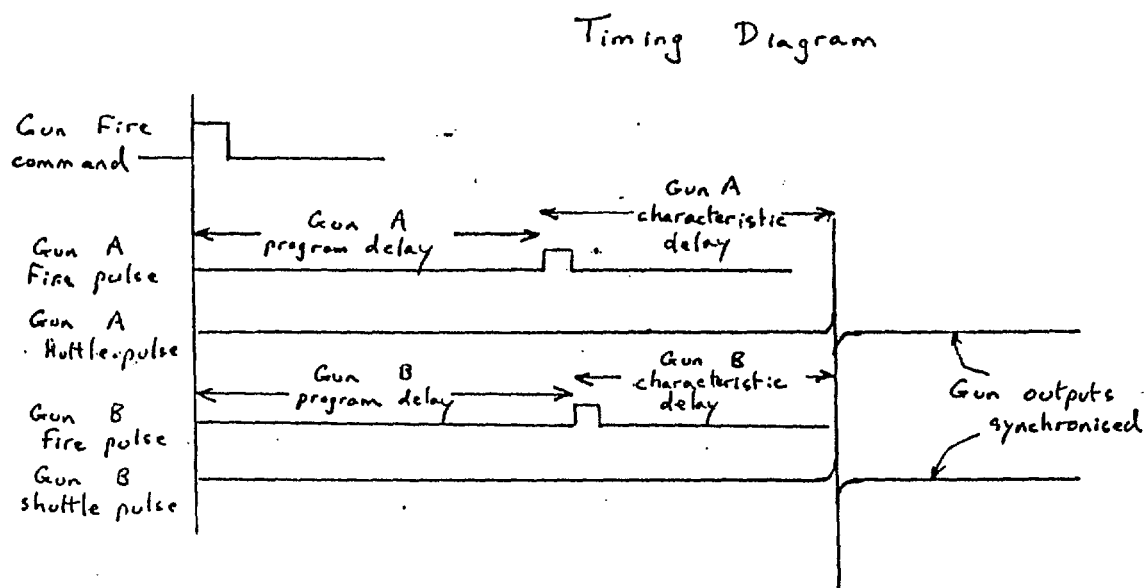 Timing Diagram
Gun Fire
command
Gun A
program delay
Gun A
characteristic
delay
Gun A
Fire pulse
Gun A
Huttle pulse
Gun B
program delay
Gun B
characteristic
delay
Gun outputs
synchronised
Gun B
Fire pulse
Gun B
shuttle pulse